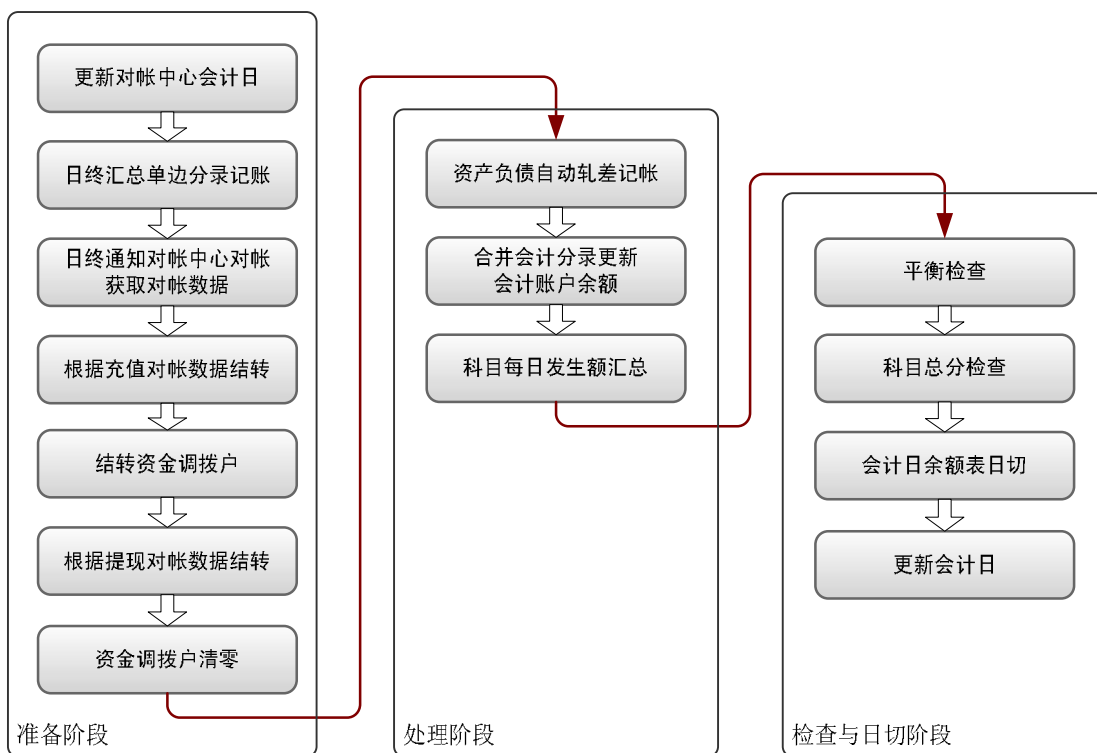 更新对帐中心会计日
日终汇总单边分录记账
日终通知对帐中心对帐
获取对帐数据
根据充值对帐数据结转
结转资金调拨户
根据提现对帐数据结转
资金调拨户清零
准备阶段
资产负债自动轧差记帐
合并会计分录更新
会计账户余额
科目每日发生额汇总
处理阶段
平衡检查
科目总分检查
会计日余额表日切
更新会计日
检查与日切阶段